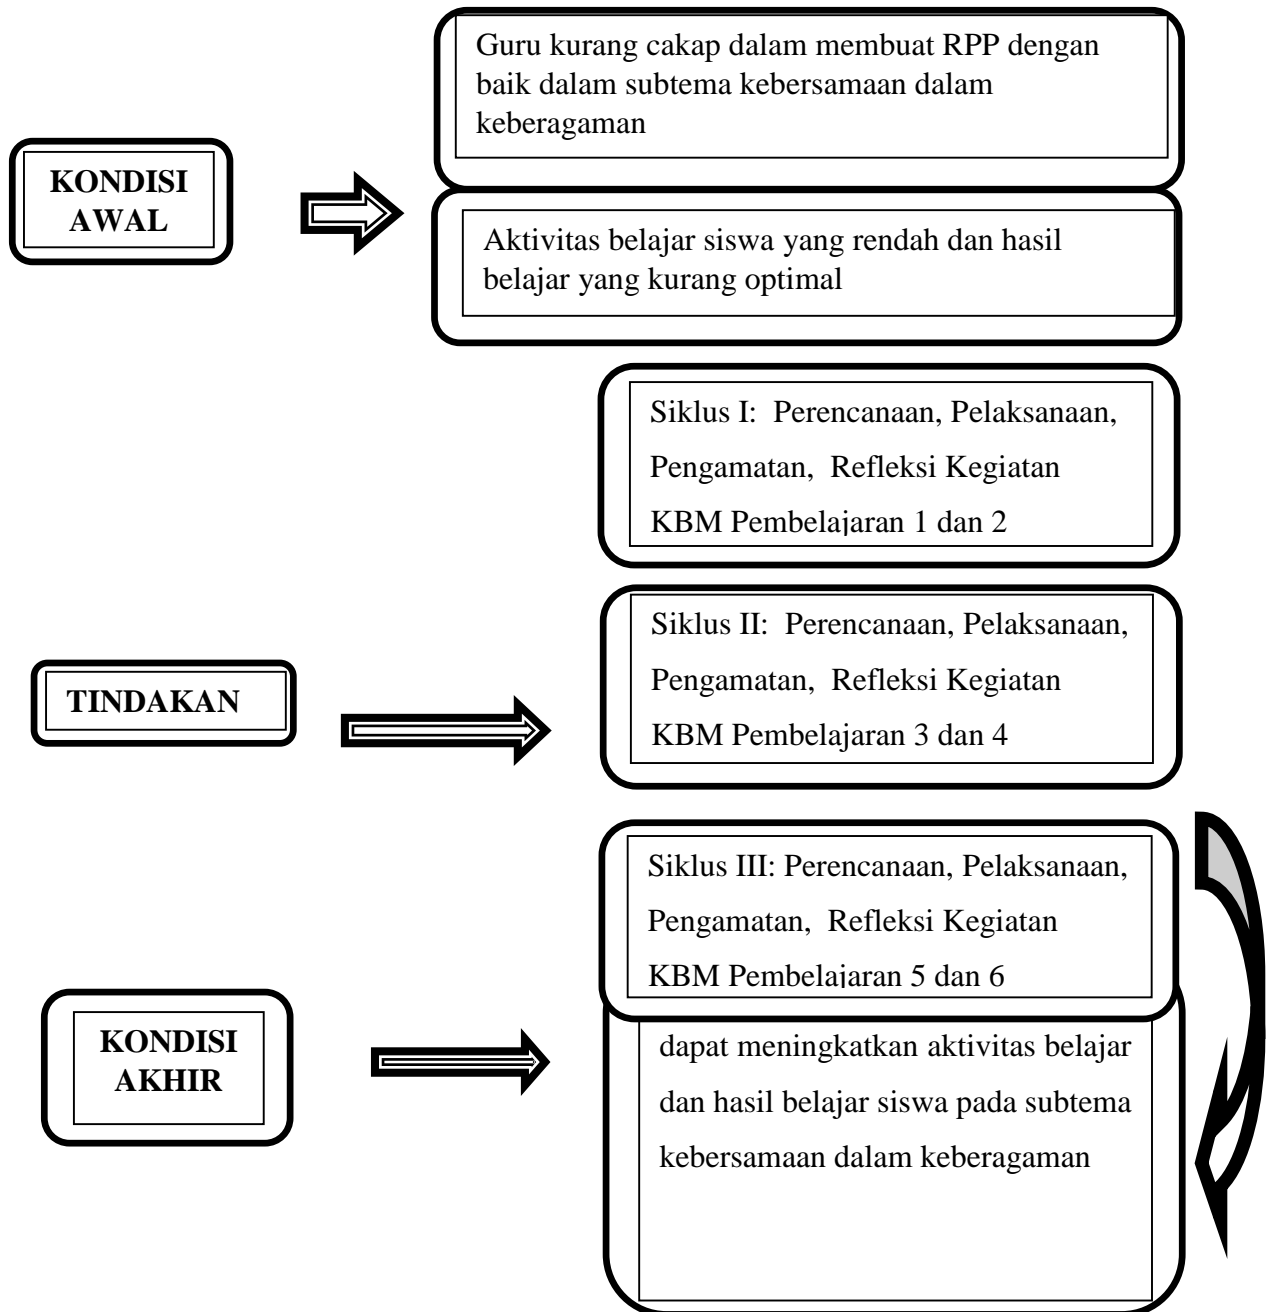 Guru kurang cakap dalam membuat RPP dengan
baik dalam subtema kebersamaan dalam
keberagaman
KONDISI
AWAL
Aktivitas belajar siswa yang rendah dan hasil
belajar yang kurang optimal
Siklus I: Perencanaan, Pelaksanaan,
Pengamatan, Refleksi Kegiatan
KBM Pembelajaran 1 dan 2
TINDAKAN
Siklus II: Perencanaan, Pelaksanaan,
Pengamatan, Refleksi Kegiatan
KBM Pembelajaran 3 dan 4
Siklus III: Perencanaan, Pelaksanaan,
Pengamatan, Refleksi Kegiatan
KBM Pembelajaran 5 dan 6
KONDISI
AKHIR
dapat meningkatkan aktivitas belajar
dan hasil belajar siswa pada subtema
kebersamaan dalam keberagaman